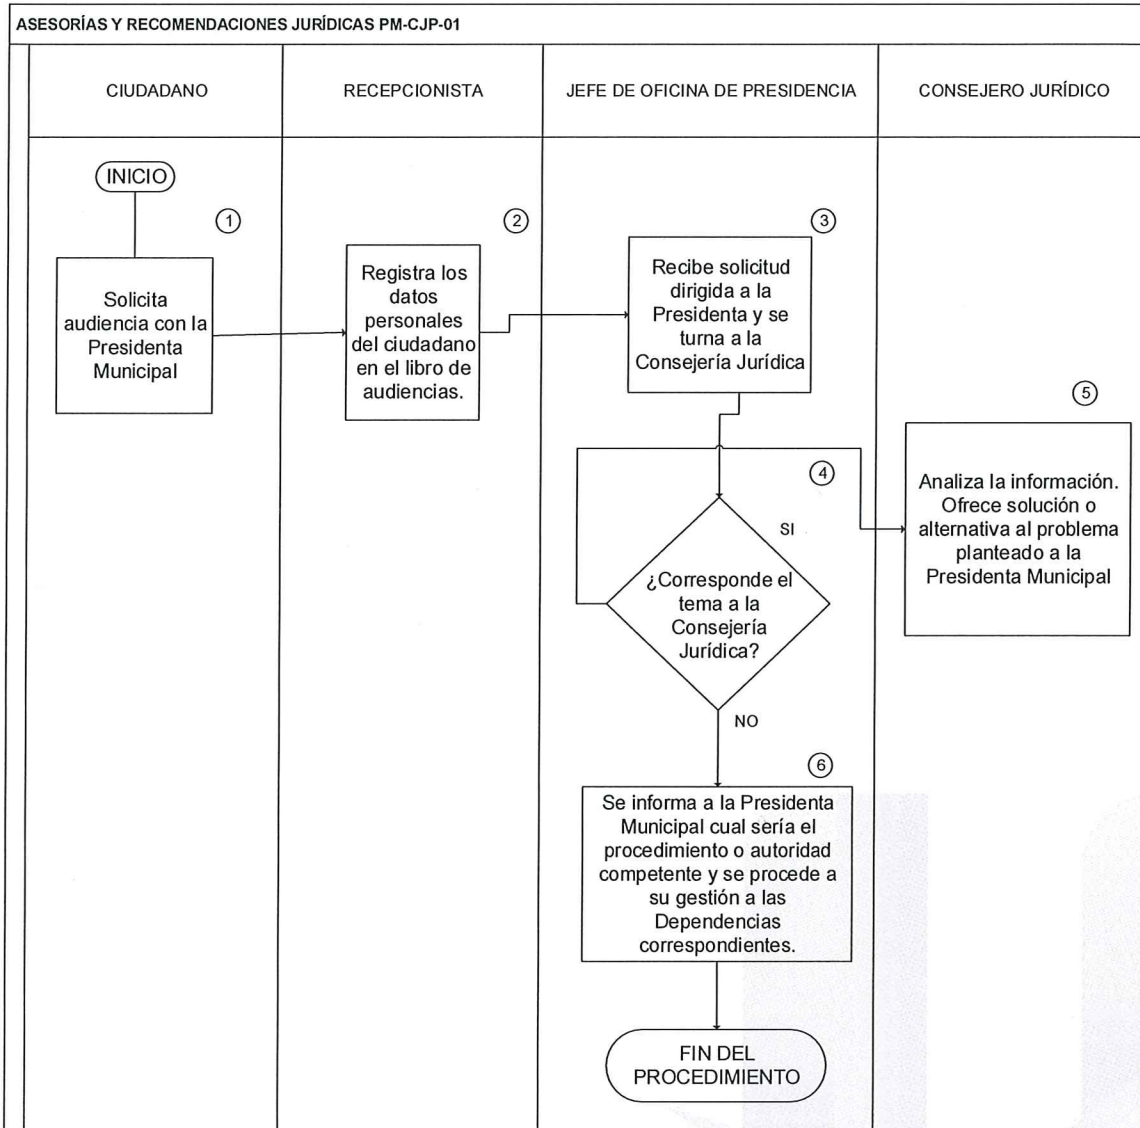 ASESORÍAS Y RECOMENDACIONES JURÍDICAS PM-CJP-01
CIUDADANO
RECEPCIONISTA
JEFE DE OFICINA DE PRESIDENCIA
CONSEJERO JURÍDICO
INICIO
1
Solicita
audiencia con la
Presidenta
Municipal
2
Registra los
datos
personales
del ciudadano
en el libro de
audiencias.
3
Recibe solicitud
dirigida a la
Presidenta y se
turna a la
Consejería Jurídica
4
SI
¿Corresponde el
tema a la
Consejería
Jurídica?
NO
5
Analiza la información.
Ofrece solución o
alternativa al problema
planteado a la
Presidenta Municipal
6
Se informa a la Presidenta
Municipal cual sería el
procedimiento o autoridad
competente y se procede a
su gestión a las
Dependencias
correspondientes.
FIN DEL
PROCEDIMIENTO